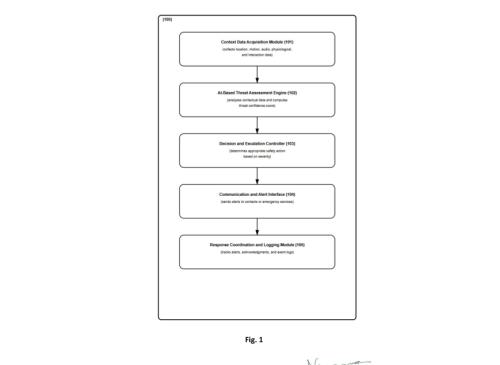 (100)
Context Data Acquisition Module (101)
(collects location, motion, audio, physiological,
and interaction data)
AI-Based Threat Assessment Engine (102)
(analyzes contextual data and computes
threat confidence score)
Decision and Escalation Controller (103)
(determines appropriate safety action
based on severity)
Communication and Alert Interface (104)
(sends alerts to contacts or emergency services)
Response Coordination and Logging Module (105)
(tracks alerts, acknowledgments, and event logs)
Fig. 1